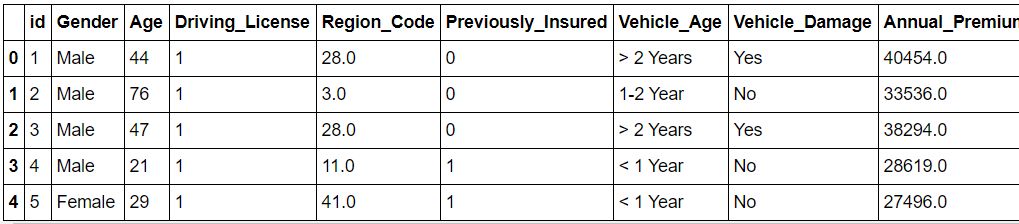 id Gender Age Driving_License Region_Code Previously_Insured Vehicle_Age Vehicle_Damage Annual_Premium
0 1 Male 44 1 28.0 0 > 2 Years Yes 40454.0
1 2 Male 76 1 3.0 0 1-2 Year No 33536.0
2 3 Male 47 1 28.0 0 > 2 Years Yes 38294.0
3 4 Male 21 1 11.0 1 < 1 Year No 28619.0
4 5 Female 29 1 41.0 1 < 1 Year No 27496.0